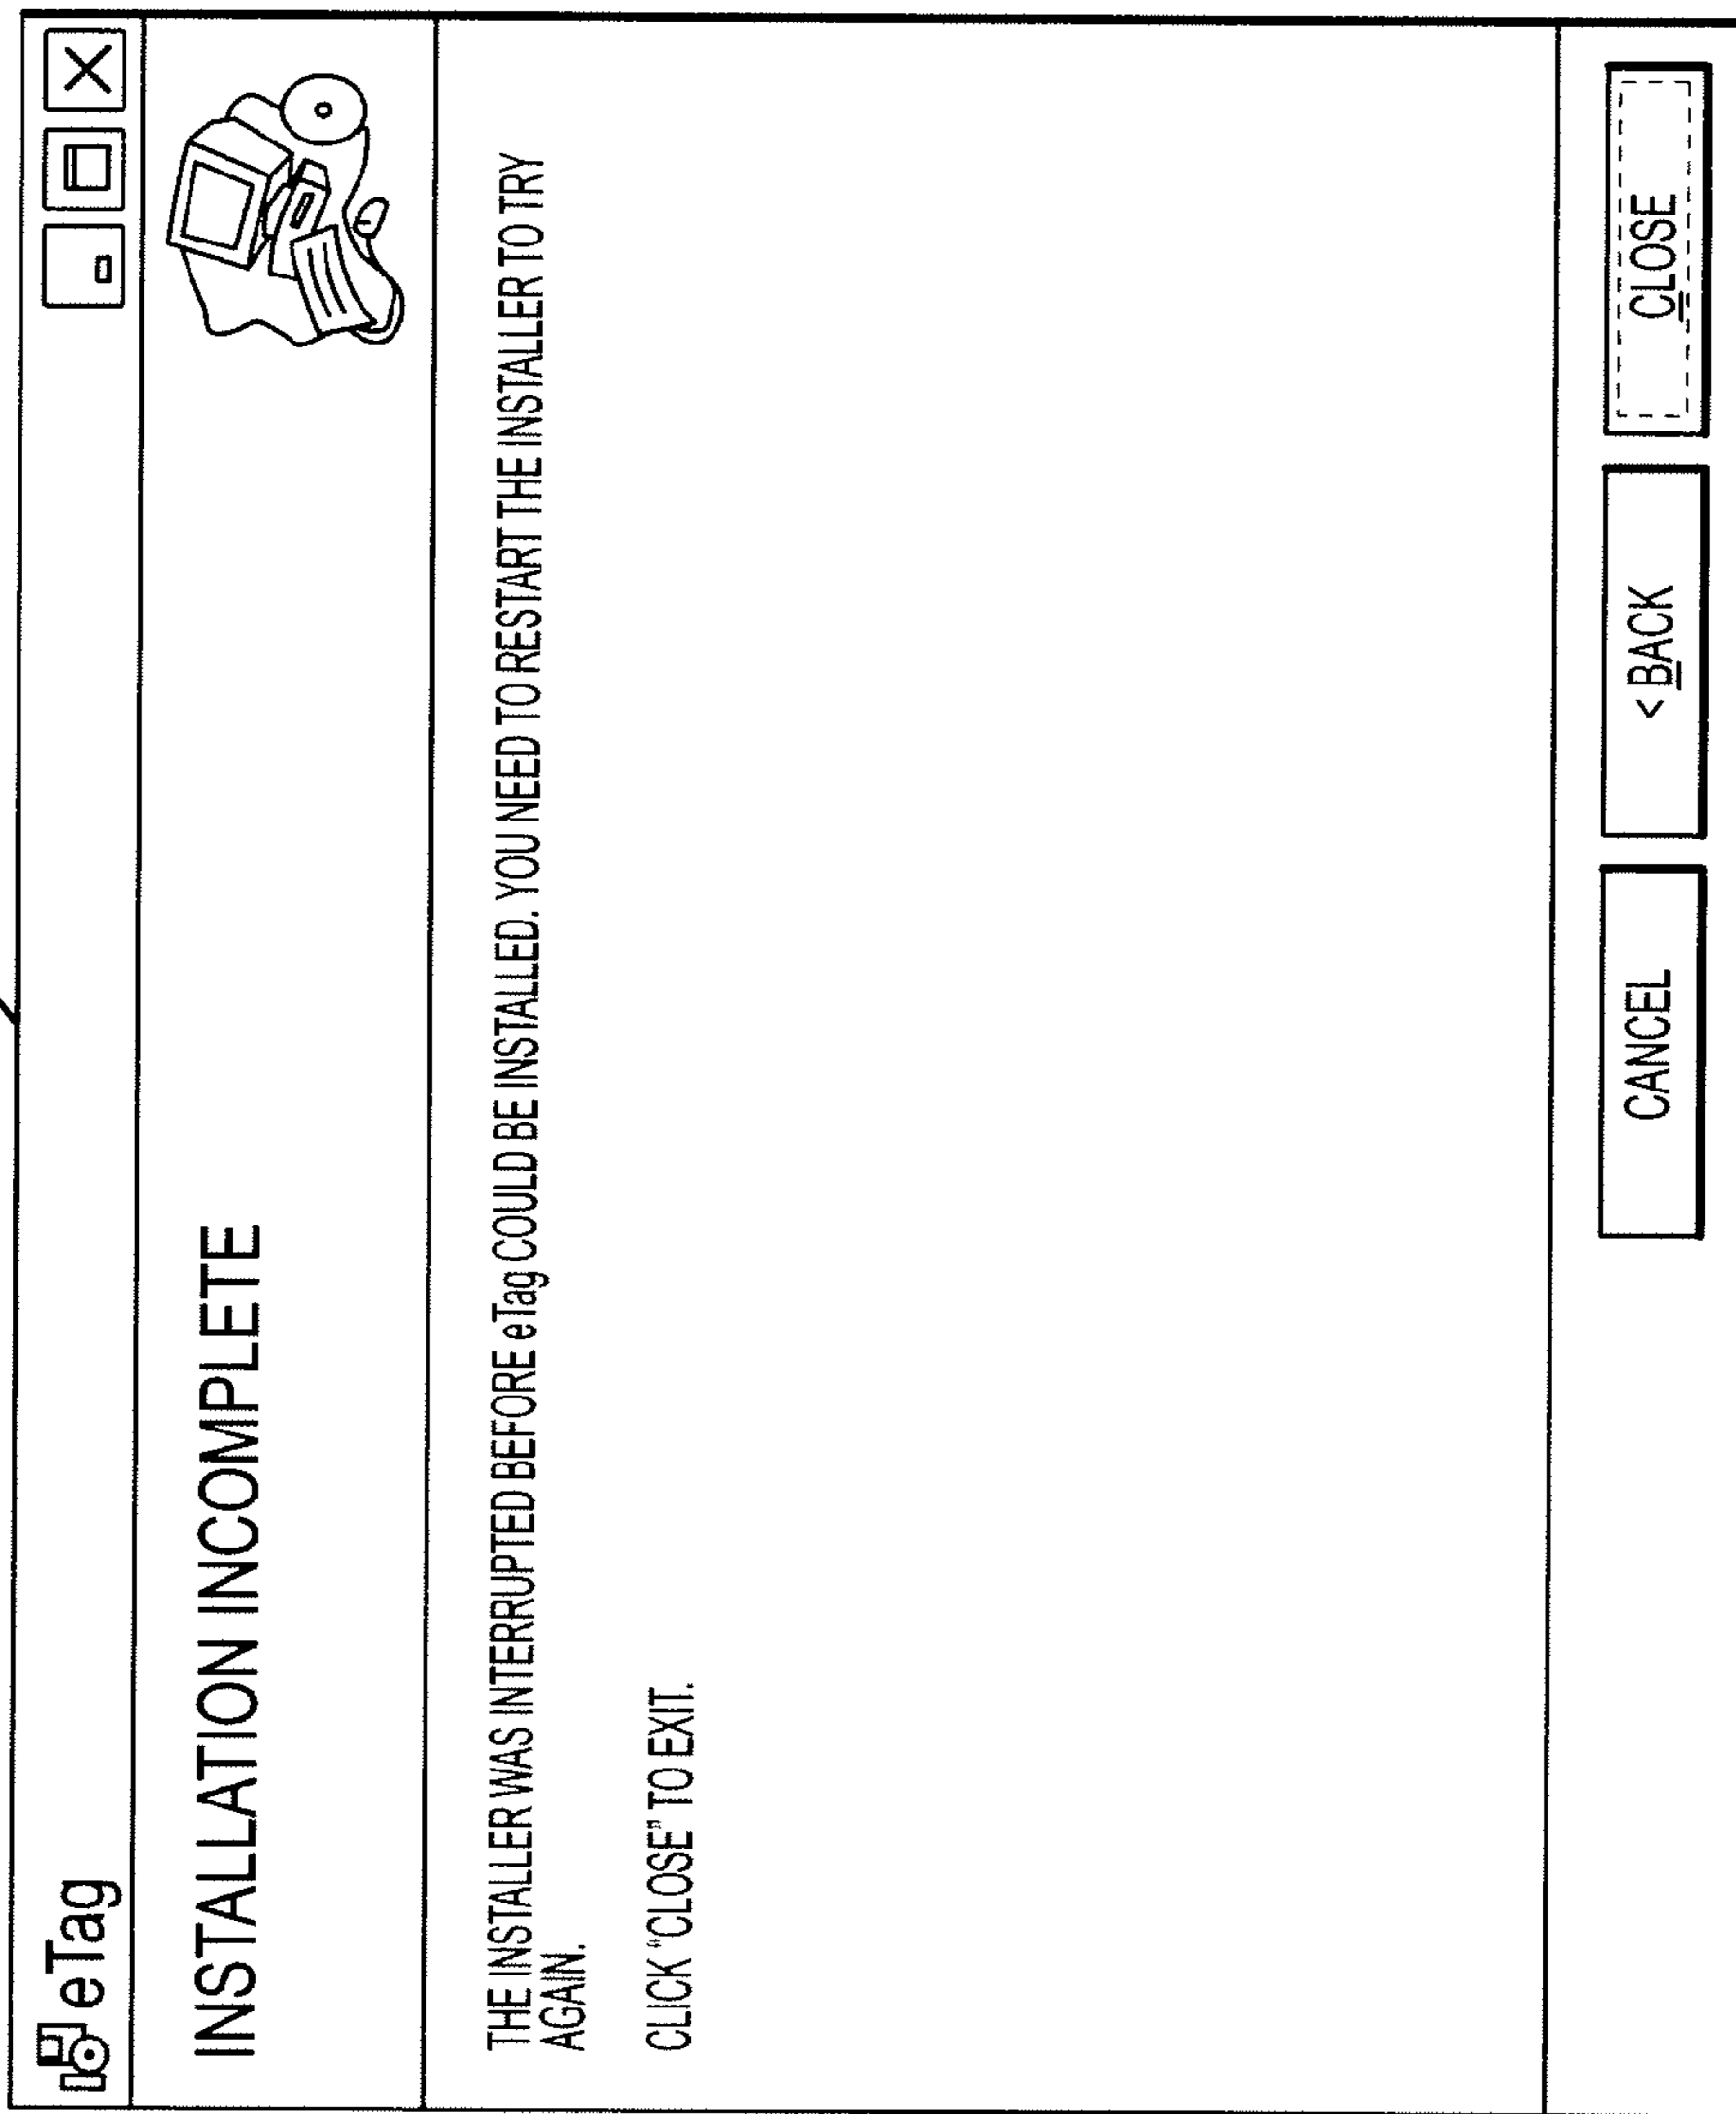 eTag
INSTALLATION INCOMPLETE
THE INSTALLER WAS INTERRUPTED BEFORE eTag COULD BE INSTALLED. YOU NEED TO RESTART THE INSTALLER TO TRY
AGAIN.
CLICK "CLOSE" TO EXIT.
CANCEL
< BACK
CLOSE